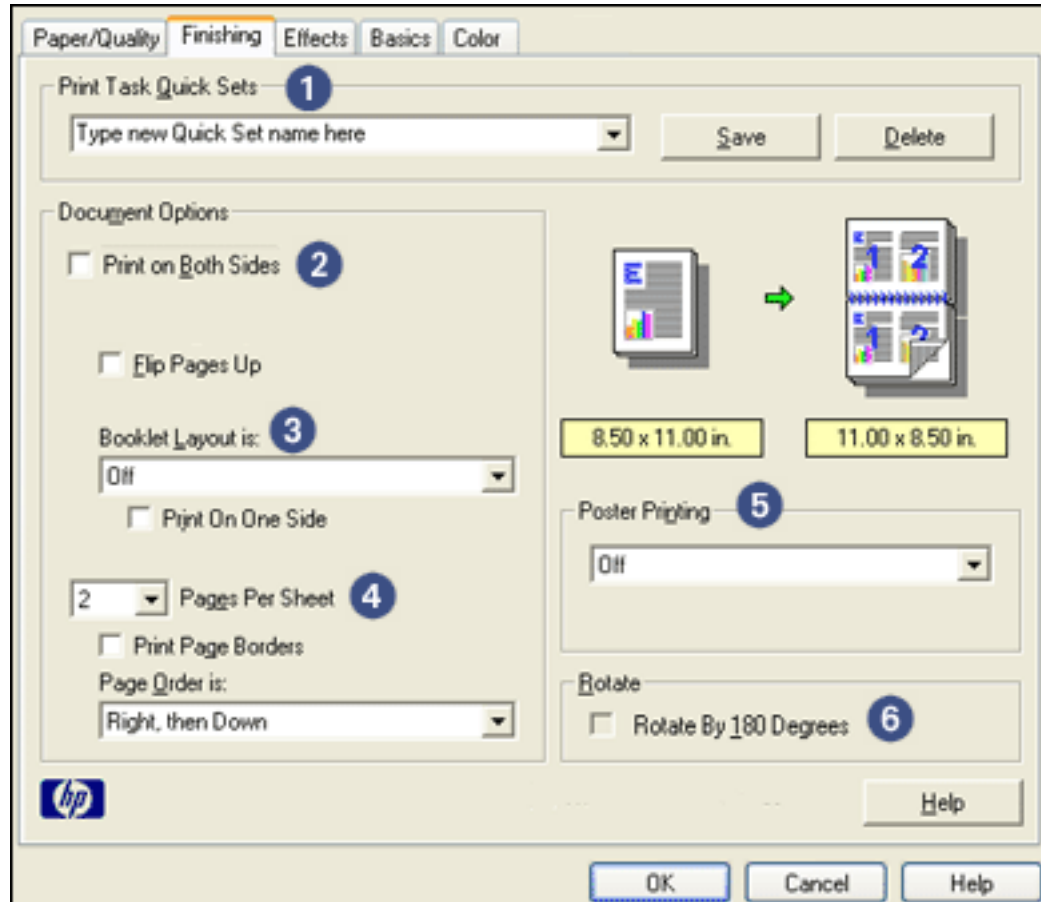 Paper/Quality Finishing Effects Basics Color
Print Task Quick Sets 1
Type new Quick Set name here Save Delete
Document Options
Print on Both Sides 2
Flip Pages Up
Booklet Layout is: 3
Off
Print On One Side
2 Pages Per Sheet 4
Print Page Borders
Page Order is:
Right, then Down
1 2
1 2
8.50 x 11.00 in. 11.00 x 8.50 in.
Poster Printing 5
Off
Rotate
Rotate By 180 Degrees 6
hp
Help
OK Cancel Help